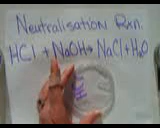 Neutralisation Rxn.
HCl + NaOH → NaCl + H₂O